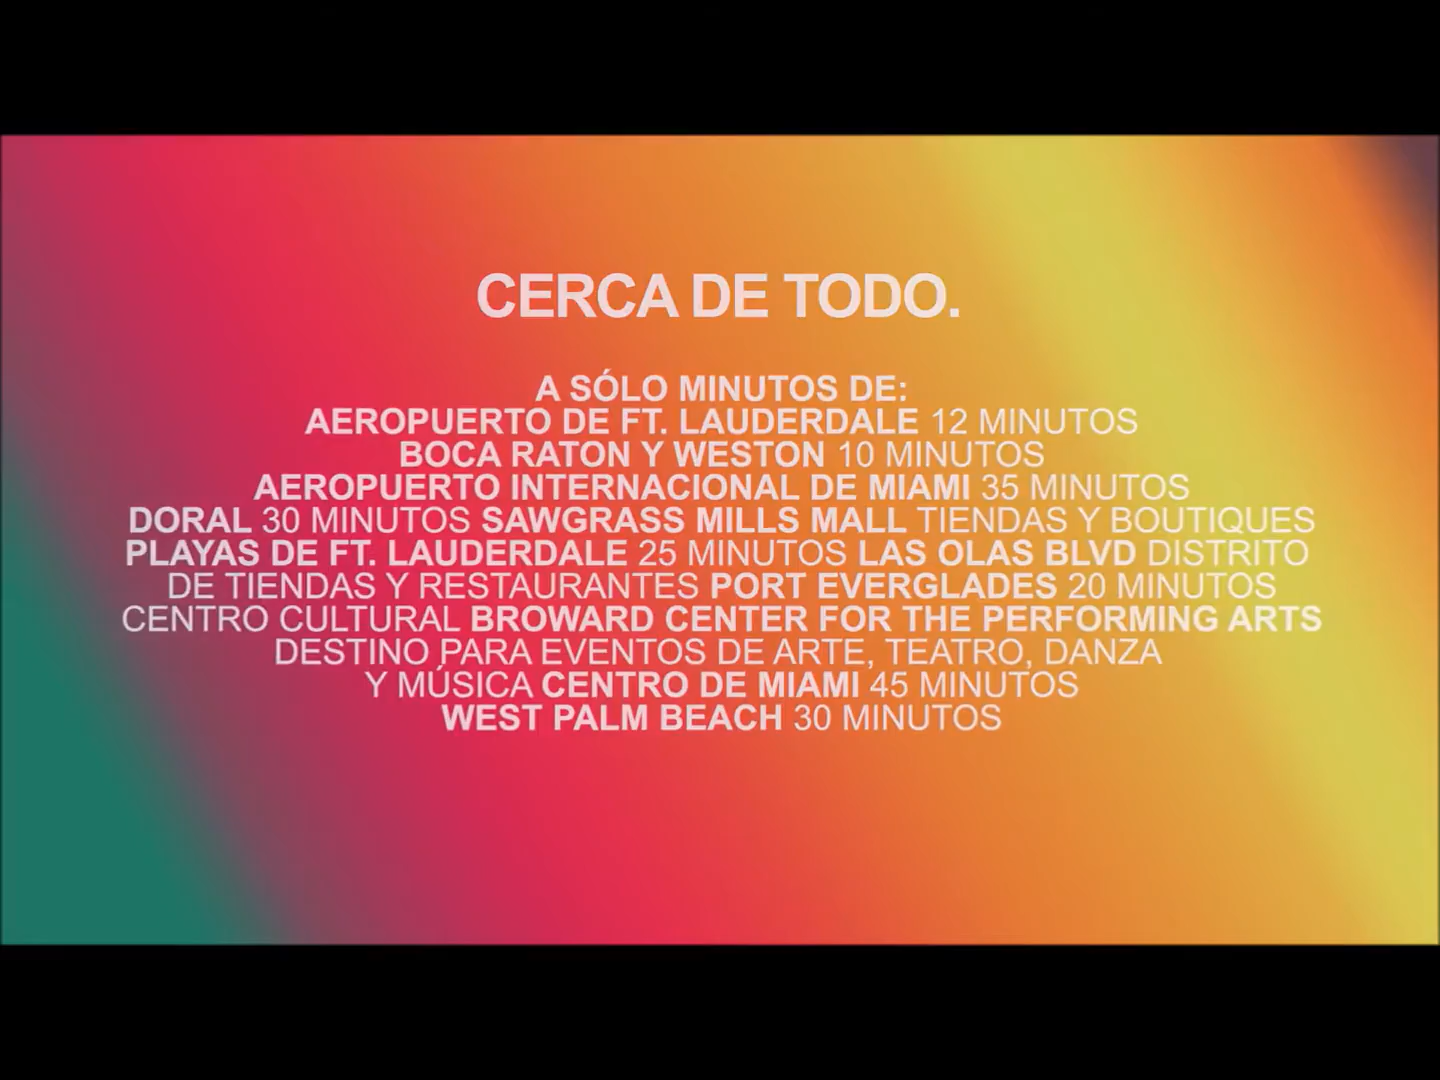 CERCA DE TODO.
A SÓLO MINUTOS DE:
AEROPUERTO DE FT. LAUDERDALE 12 MINUTOS
BOCA RATON Y WESTON 10 MINUTOS
AEROPUERTO INTERNACIONAL DE MIAMI 35 MINUTOS
DORAL 30 MINUTOS SAWGRASS MILLS MALL TIENDAS Y BOUTIQUES
PLAYAS DE FT. LAUDERDALE 25 MINUTOS LAS OLAS BLVD DISTRITO
DE TIENDAS Y RESTAURANTES PORT EVERGLADES 20 MINUTOS
CENTRO CULTURAL BROWARD CENTER FOR THE PERFORMING ARTS
DESTINO PARA EVENTOS DE ARTE, TEATRO, DANZA
Y MÚSICA CENTRO DE MIAMI 45 MINUTOS
WEST PALM BEACH 30 MINUTOS